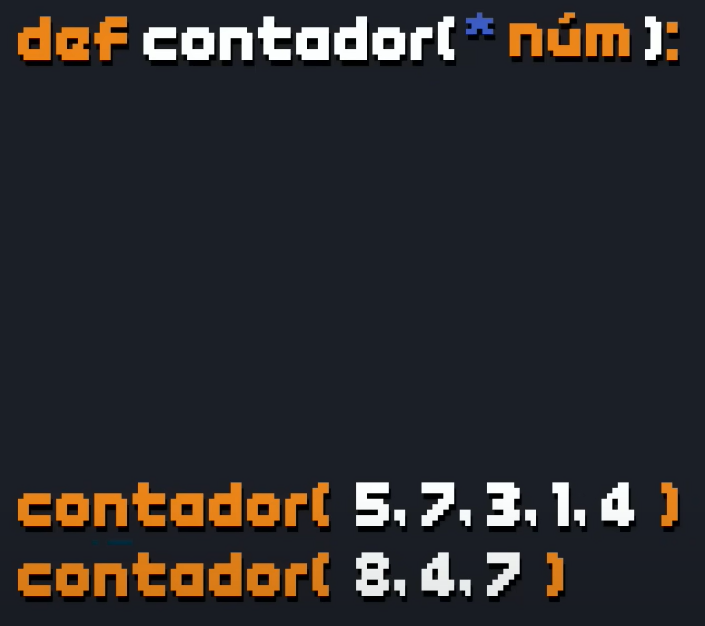 def contador( * núm ):
contador( 5, 7, 3, 1, 4 )
contador( 8, 4, 7 )